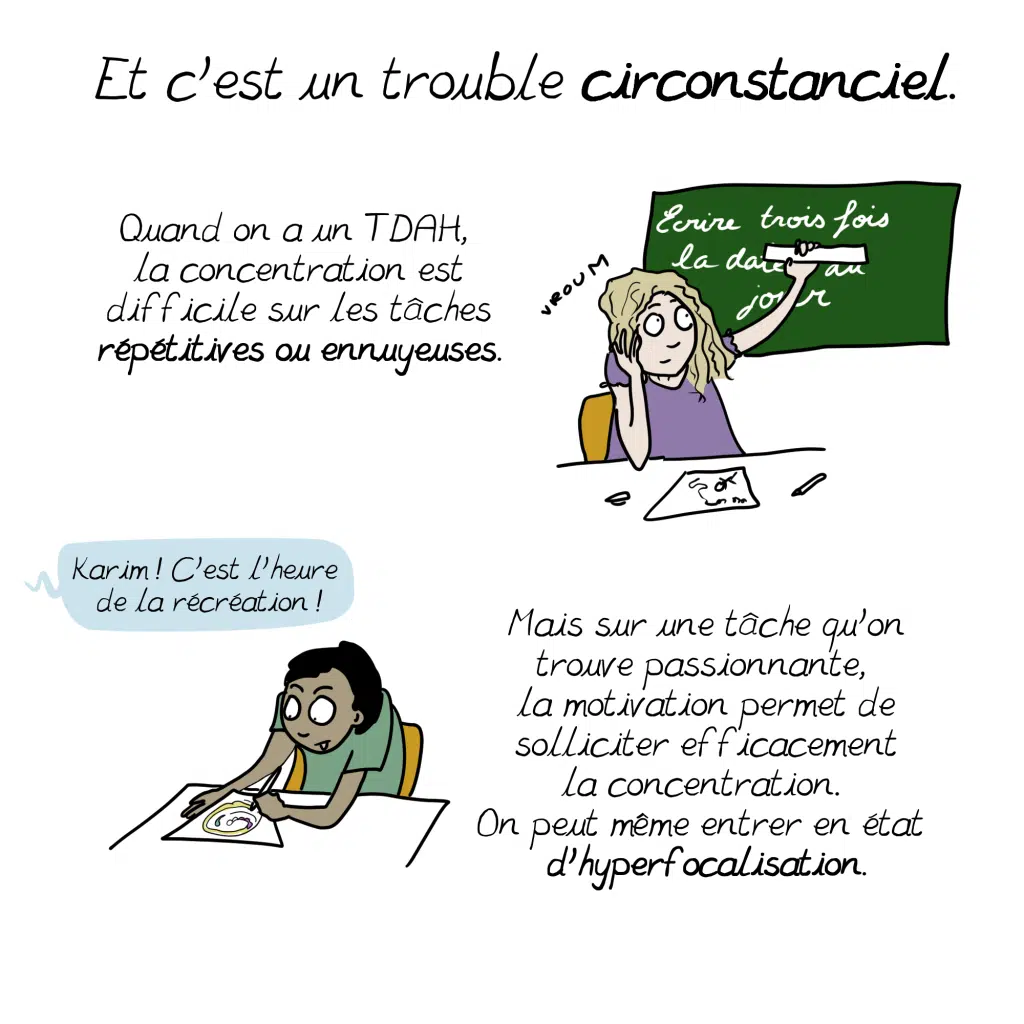 Et c'est un trouble circonstanciel.
Quand on a un TDAH,
la concentration est
difficile sur les tâches
répétitives ou ennuyeuses.
VROUM
Ecrire trois fois
la date au
jour
Karim ! C'est l'heure
de la récréation !
Mais sur une tâche qu'on
trouve passionnante,
la motivation permet de
solliciter efficacement
la concentration.
On peut même entrer en état
d'hyperfocalisation.